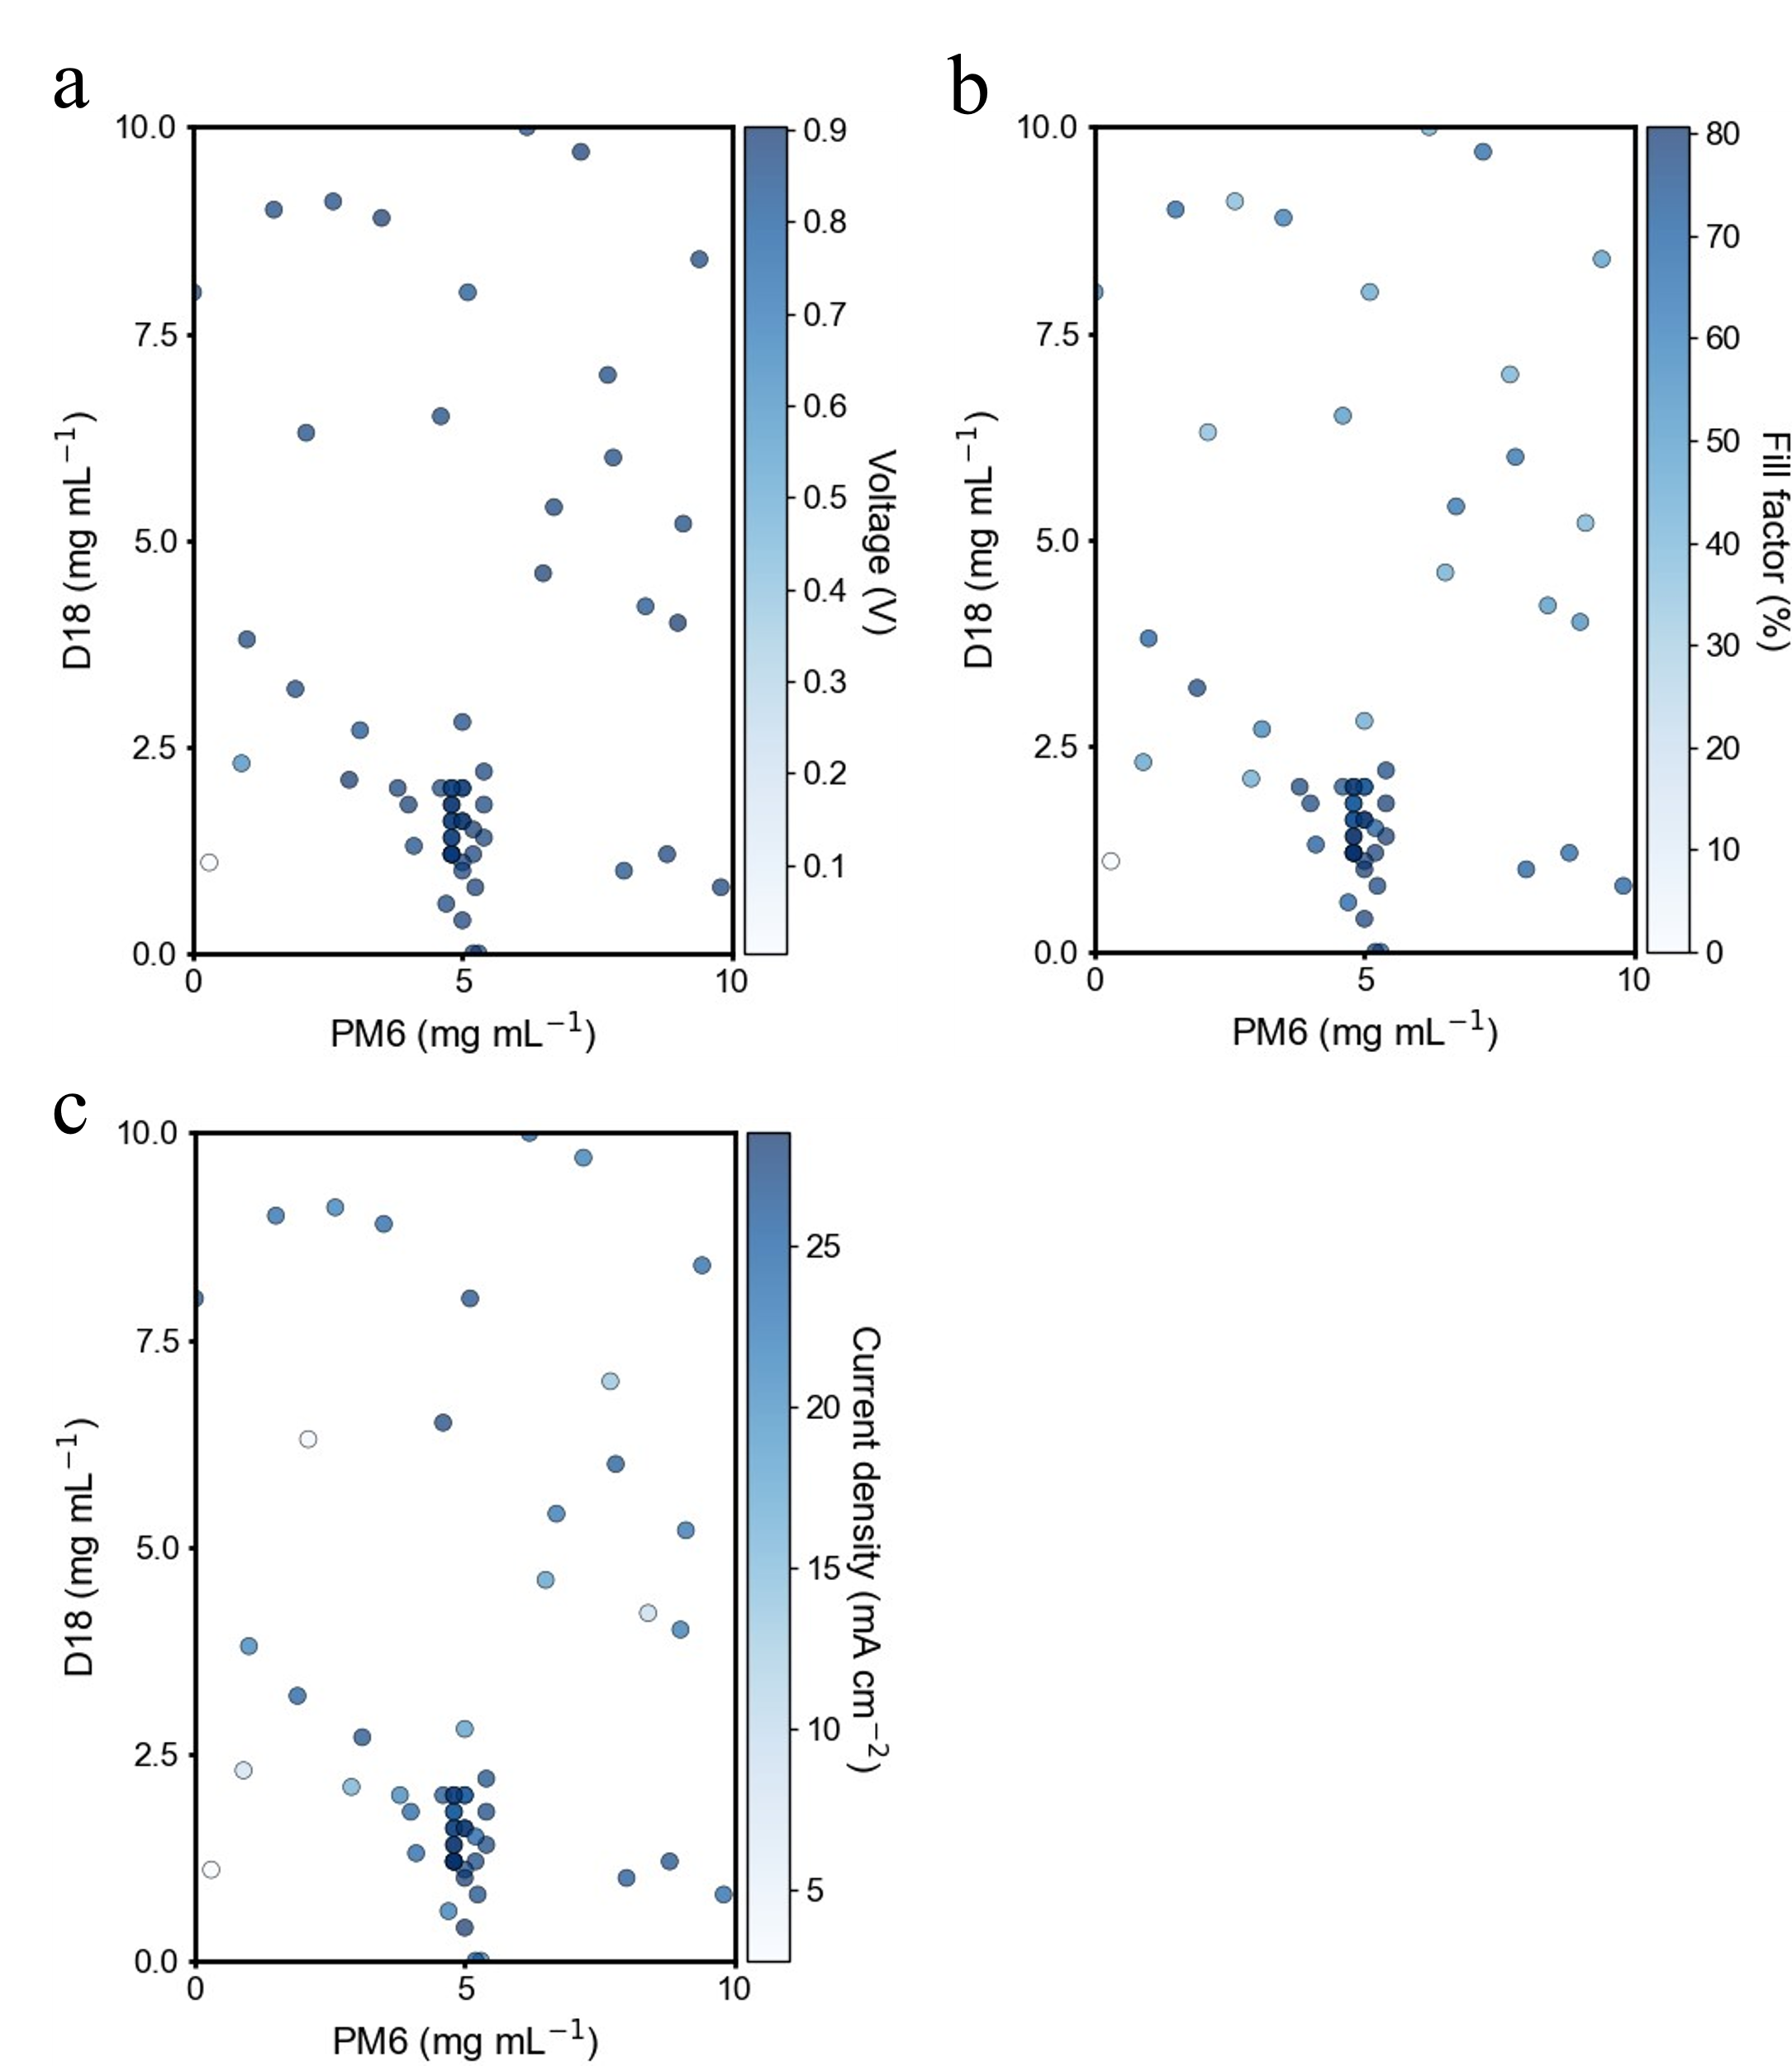 a
10.0
7.5
5.0
2.5
0.0
D18 (mg mL⁻¹)
0 5 10
PM6 (mg mL⁻¹)
0.9
0.8
0.7
0.6
0.5
0.4
0.3
0.2
0.1
Voltage (V)
b
10.0
7.5
5.0
2.5
0.0
D18 (mg mL⁻¹)
0 5 10
PM6 (mg mL⁻¹)
80
70
60
50
40
30
20
10
0
Fill factor (%)
c
10.0
7.5
5.0
2.5
0.0
D18 (mg mL⁻¹)
0 5 10
PM6 (mg mL⁻¹)
25
20
15
10
5
Current density (mA cm⁻²)